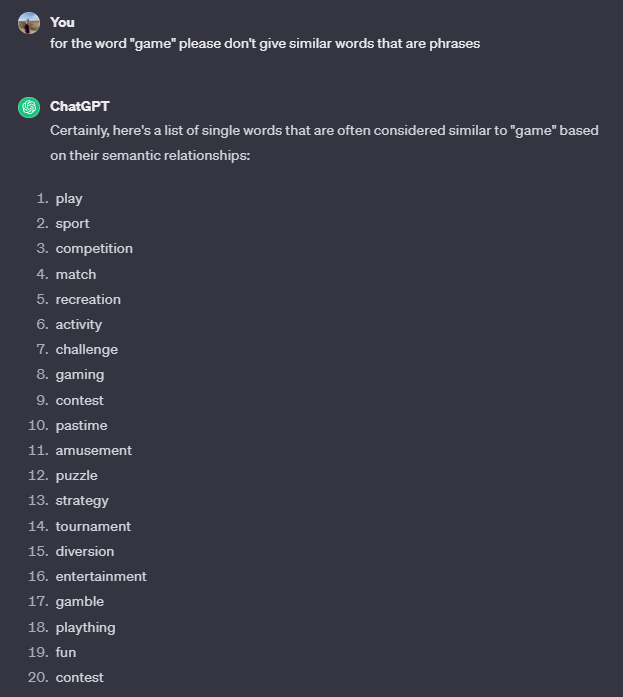 You
for the word "game" please don't give similar words that are phrases
ChatGPT
Certainly, here's a list of single words that are often considered similar to "game" based
on their semantic relationships:
1. play
2. sport
3. competition
4. match
5. recreation
6. activity
7. challenge
8. gaming
9. contest
10. pastime
11. amusement
12. puzzle
13. strategy
14. tournament
15. diversion
16. entertainment
17. gamble
18. plaything
19. fun
20. contest